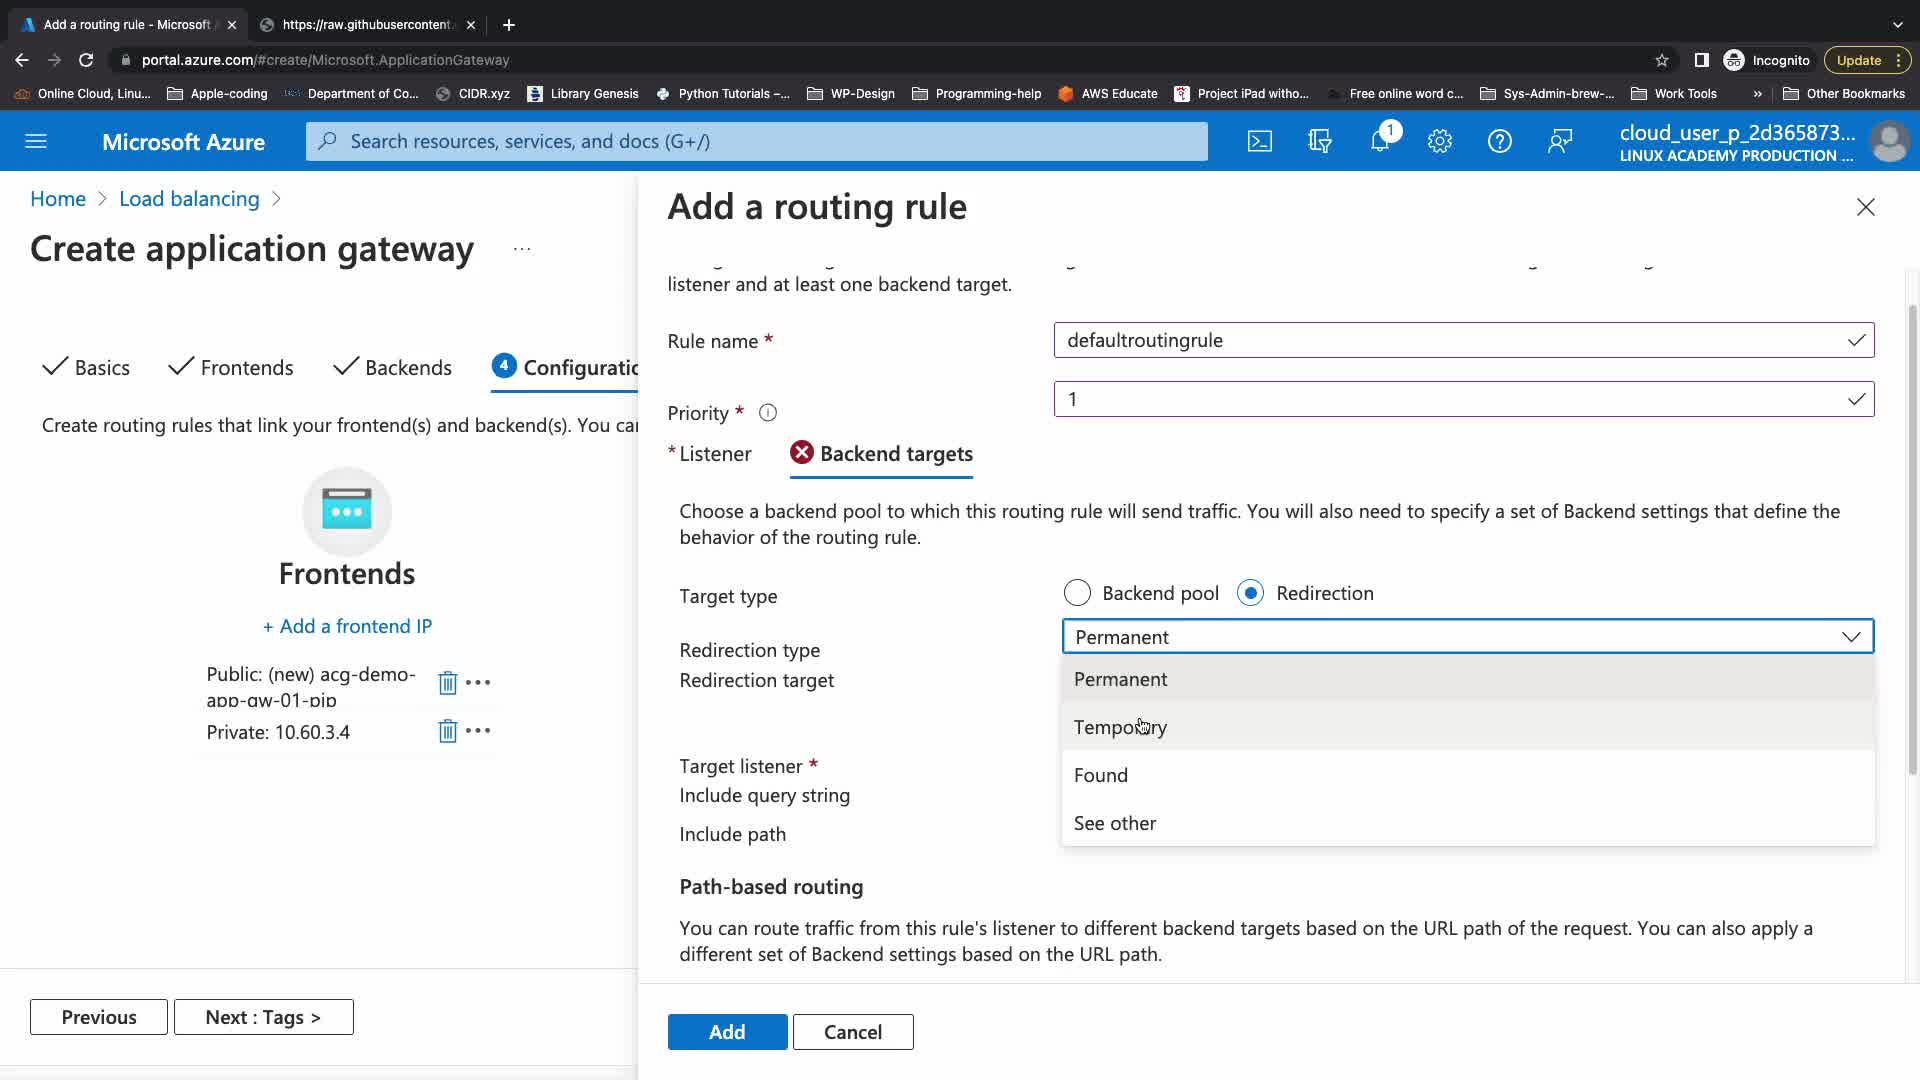 Add a routing rule - Microsoft A
https://raw.githubusercontent.
portal.azure.com/#create/Microsoft.ApplicationGateway
Incognito
Update
Online Cloud, Linu...
Apple-coding
Department of Co...
CIDR.xyz
Library Genesis
Python Tutorials –...
WP-Design
Programming-help
AWS Educate
Project iPad witho...
Free online word c...
Sys-Admin-brew-...
Work Tools
»
Other Bookmarks
Microsoft Azure
Search resources, services, and docs (G+/)
1
cloud_user_p_2d365873...
LINUX ACADEMY PRODUCTION ...
Home > Load balancing >
Create application gateway ...
Basics
Frontends
Backends
4 Configuratio
Create routing rules that link your frontend(s) and backend(s). You can
Frontends
+ Add a frontend IP
Public: (new) acg-demo-
app-gw-01-pip
Private: 10.60.3.4
Previous
Next : Tags >
Add a routing rule
listener and at least one backend target.
Rule name *
defaultroutingrule
Priority *
1
* Listener
Backend targets
Choose a backend pool to which this routing rule will send traffic. You will also need to specify a set of Backend settings that define the
behavior of the routing rule.
Target type
Backend pool
Redirection
Redirection type
Permanent
Redirection target
Permanent
Temporary
Found
See other
Target listener *
Include query string
Include path
Path-based routing
You can route traffic from this rule's listener to different backend targets based on the URL path of the request. You can also apply a
different set of Backend settings based on the URL path.
Add
Cancel